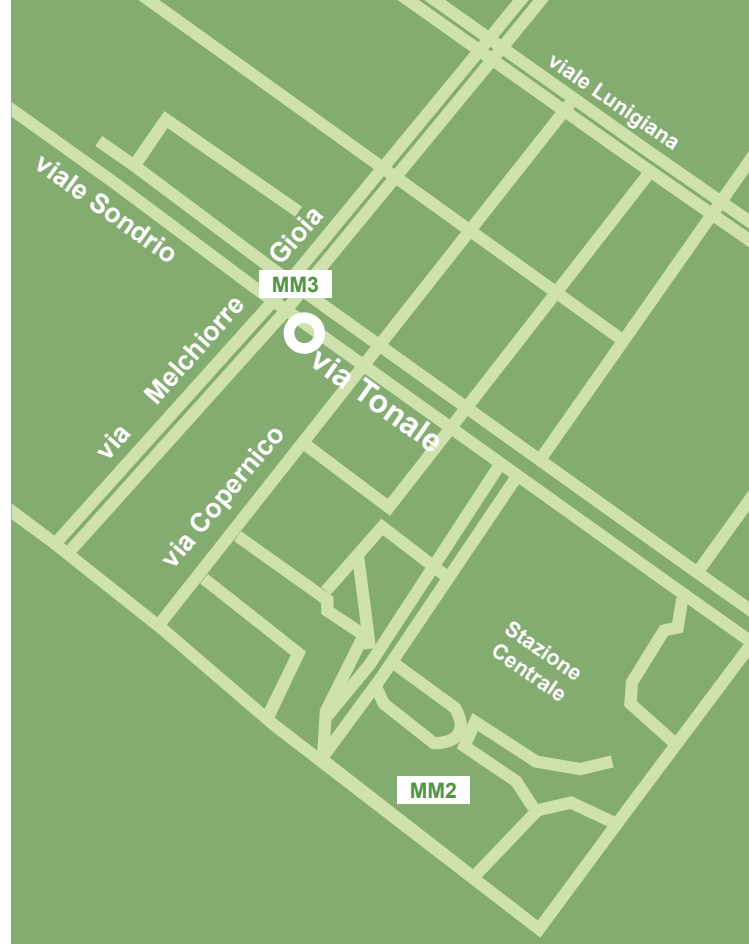 viale Lunigiana
viale Sondrio
via Melchiorre Gioia
MM3
via Tonale
via Copernico
Stazione
Centrale
MM2